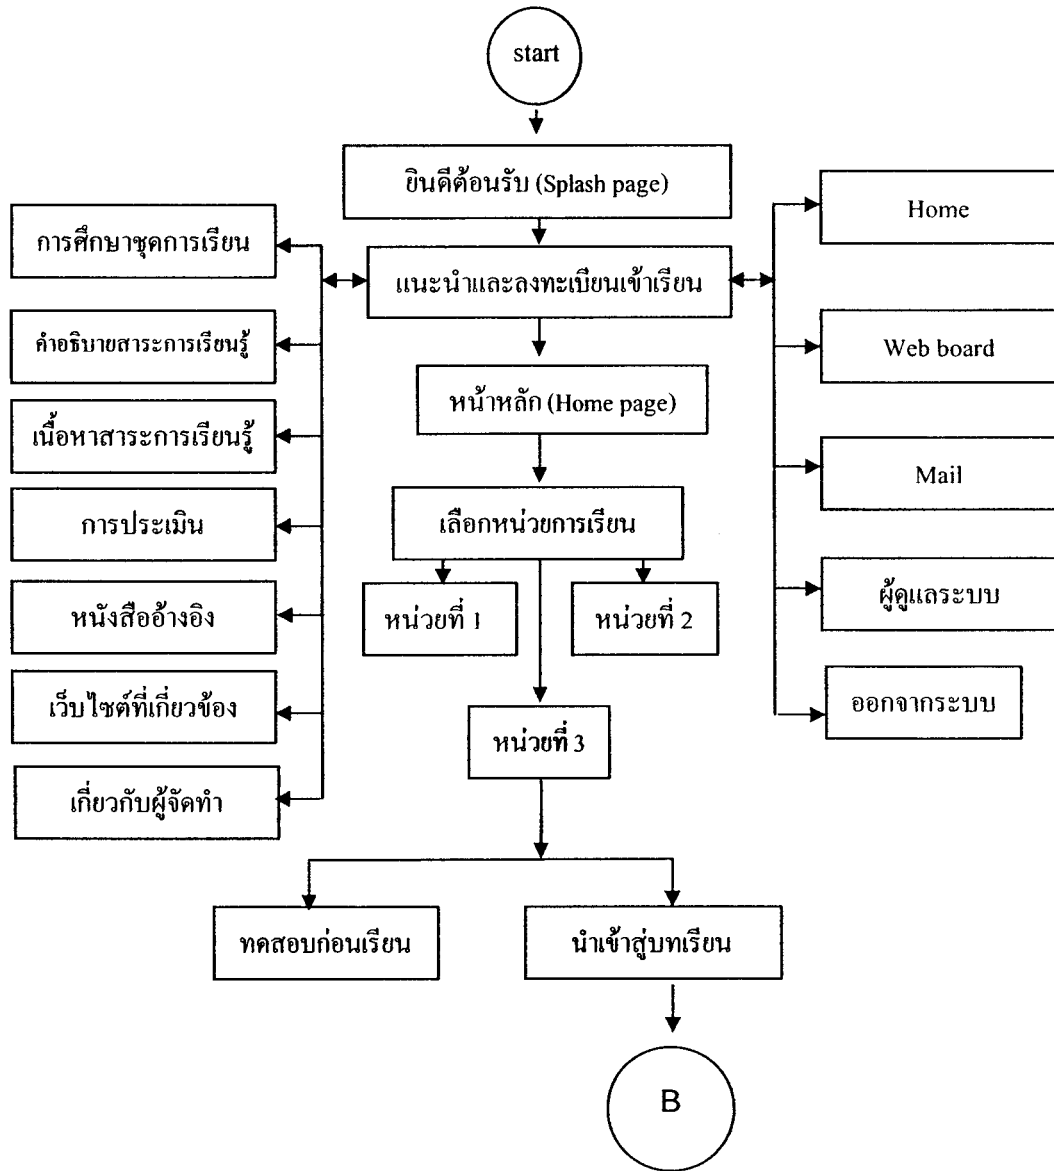 start
ยินดีต้อนรับ (Splash page)
แนะนำและลงทะเบียนเข้าเรียน
หน้าหลัก (Home page)
เลือกหน่วยการเรียน
หน่วยที่ 1
หน่วยที่ 2
หน่วยที่ 3
ทดสอบก่อนเรียน
นำเข้าสู่บทเรียน
B
การศึกษาชุดการเรียน
คำอธิบายสาระการเรียนรู้
เนื้อหาสาระการเรียนรู้
การประเมิน
หนังสืออ้างอิง
เว็บไซต์ที่เกี่ยวข้อง
เกี่ยวกับผู้จัดทำ
Home
Web board
Mail
ผู้ดูแลระบบ
ออกจากระบบ